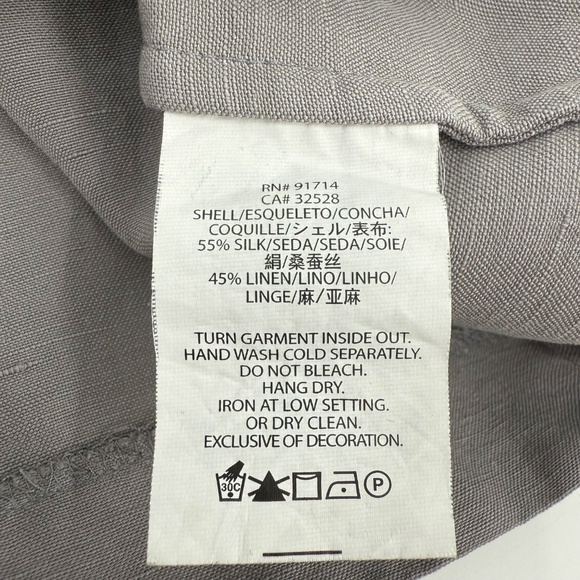 RN# 91714
CA# 32528
SHELL/ESQUELETO/CONCHA/
COQUILLE/シェル/表布:
55% SILK/SEDA/SEDA/SOIE/
絹/桑蚕丝
45% LINEN/LINO/LINHO/
LINGE/麻/亚麻
TURN GARMENT INSIDE OUT.
HAND WASH COLD SEPARATELY.
DO NOT BLEACH.
HANG DRY.
IRON AT LOW SETTING.
OR DRY CLEAN.
EXCLUSIVE OF DECORATION.
30C P